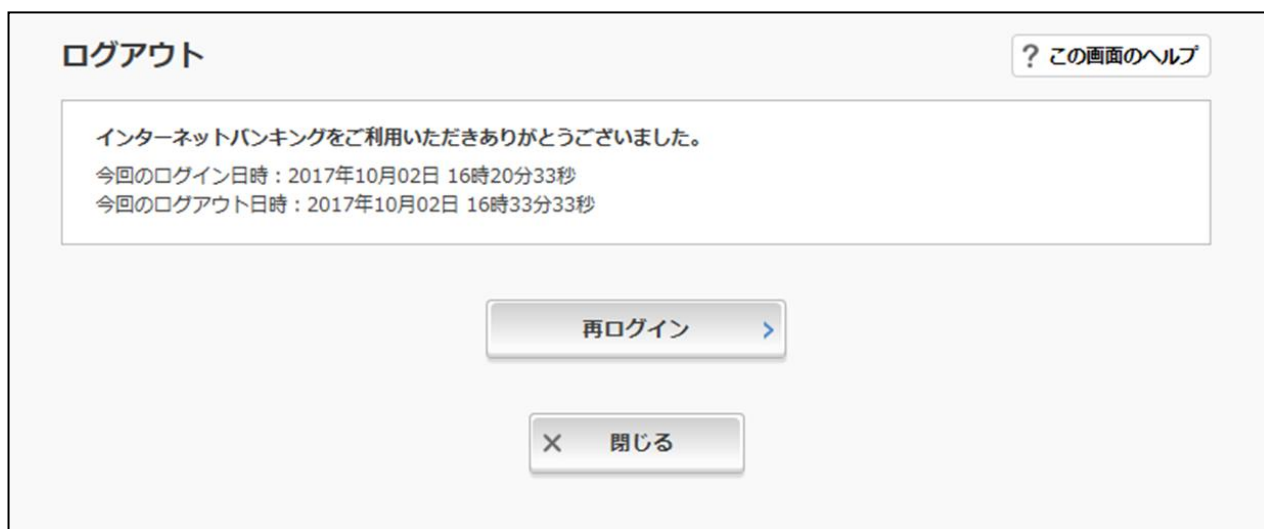 ログアウト
? この画面のヘルプ
インターネットバンキングをご利用いただきありがとうございました。
今回のログイン日時：2017年10月02日 16時20分33秒
今回のログアウト日時：2017年10月02日 16時33分33秒
再ログイン
× 閉じる